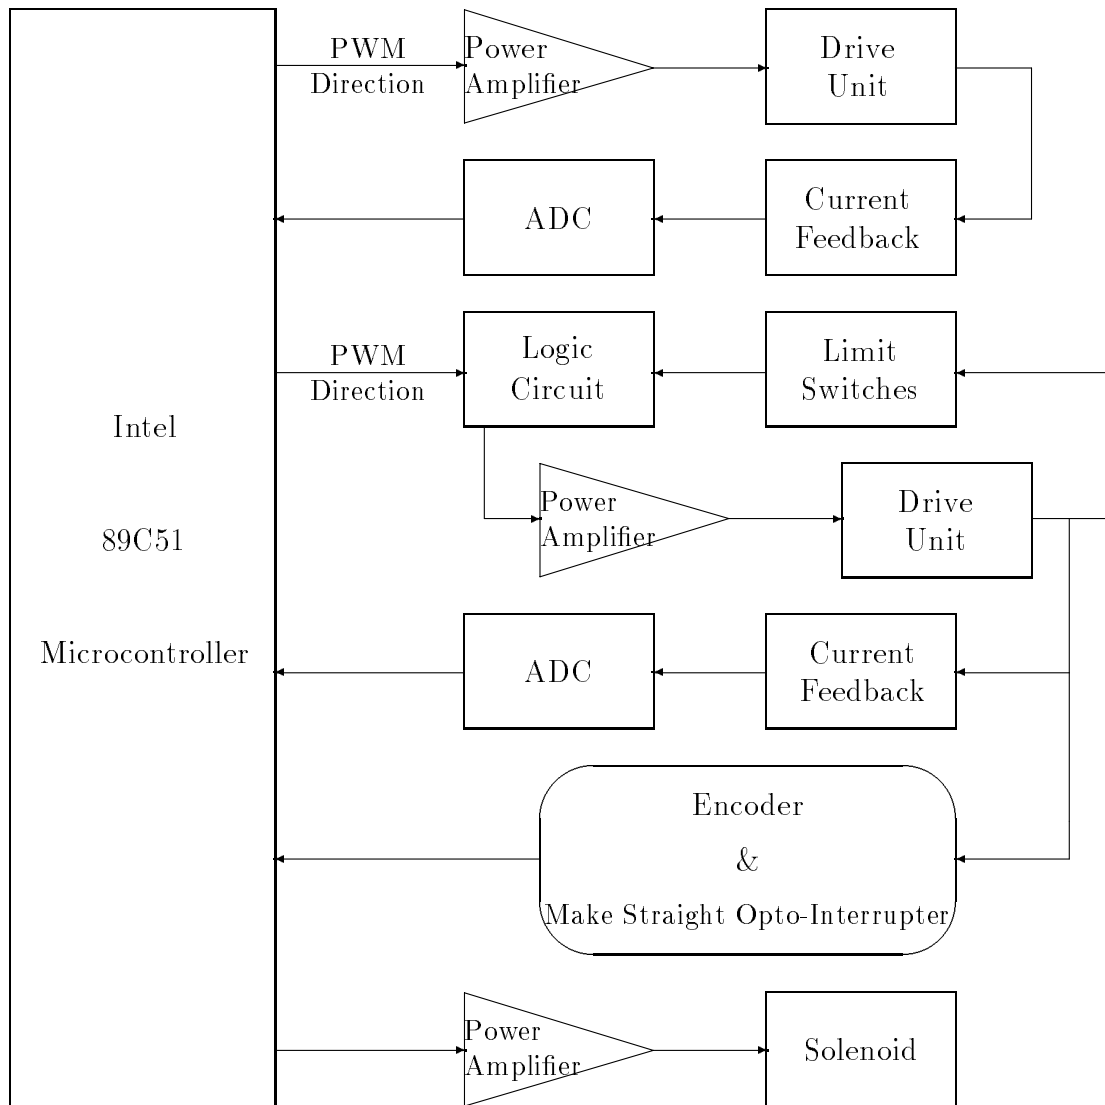 PWM
Direction
Power
Amplifier
Drive
Unit
ADC
Current
Feedback
PWM
Direction
Logic
Circuit
Limit
Switches
Intel
89C51
Microcontroller
Power
Amplifier
Drive
Unit
ADC
Current
Feedback
Encoder
&
Make Straight Opto-Interrupter
Power
Amplifier
Solenoid